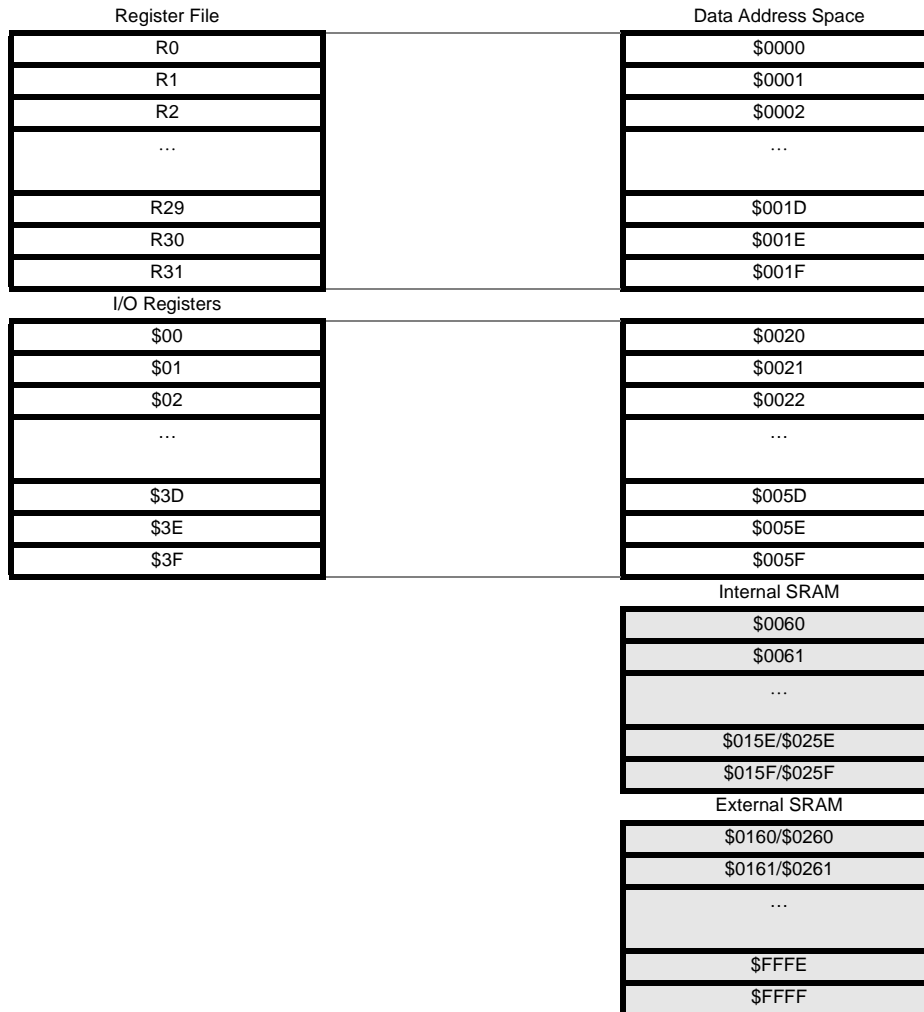 Register File Data Address Space
R0 $0000
R1 $0001
R2 $0002
… …
R29 $001D
R30 $001E
R31 $001F
I/O Registers
$00 $0020
$01 $0021
$02 $0022
… …
$3D $005D
$3E $005E
$3F $005F
Internal SRAM
$0060
$0061
…
$015E/$025E
$015F/$025F
External SRAM
$0160/$0260
$0161/$0261
…
$FFFE
$FFFF